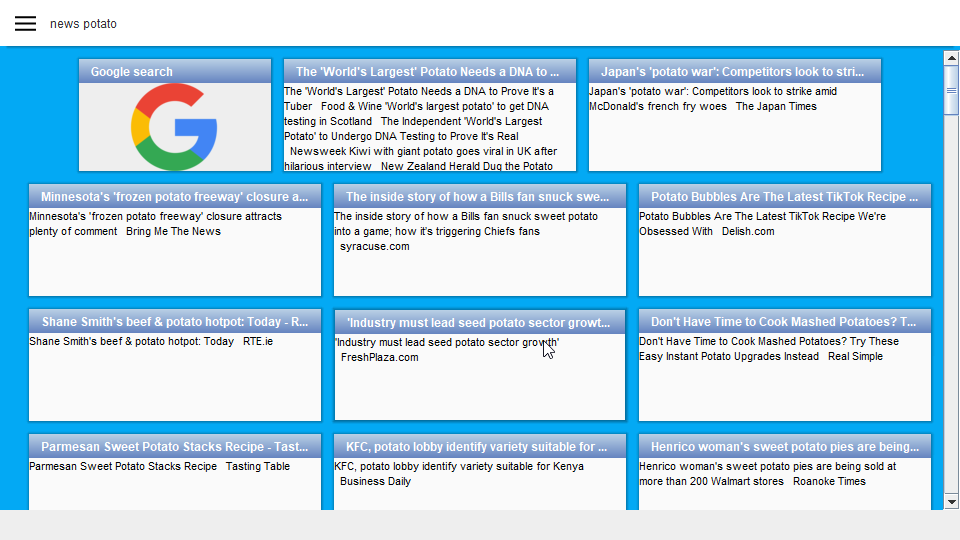 news potato
Google search
The 'World's Largest' Potato Needs a DNA to ...
Japan's 'potato war': Competitors look to stri...
The 'World's Largest' Potato Needs a DNA to Prove It's a
Tuber Food & Wine 'World's largest potato' to get DNA
testing in Scotland The Independent 'World's Largest
Potato' to Undergo DNA Testing to Prove It's Real
Newsweek Kiwi with giant potato goes viral in UK after
hilarious interview New Zealand Herald Dug the Potato
Japan's 'potato war': Competitors look to strike amid
McDonald's french fry woes The Japan Times
Minnesota's 'frozen potato freeway' closure a...
The inside story of how a Bills fan snuck swe...
Potato Bubbles Are The Latest TikTok Recipe ...
Minnesota's 'frozen potato freeway' closure attracts
plenty of comment Bring Me The News
The inside story of how a Bills fan snuck sweet potato
into a game; how it's triggering Chiefs fans
syracuse.com
Potato Bubbles Are The Latest TikTok Recipe We're
Obsessed With Delish.com
Shane Smith's beef & potato hotpot: Today - R...
'Industry must lead seed potato sector growt...
Don't Have Time to Cook Mashed Potatoes? T...
Shane Smith's beef & potato hotpot: Today RTE.ie
'Industry must lead seed potato sector growth'
FreshPlaza.com
Don't Have Time to Cook Mashed Potatoes? Try These
Easy Instant Potato Upgrades Instead Real Simple
Parmesan Sweet Potato Stacks Recipe - Tast...
KFC, potato lobby identify variety suitable for ...
Henrico woman's sweet potato pies are being...
Parmesan Sweet Potato Stacks Recipe Tasting Table
KFC, potato lobby identify variety suitable for Kenya
Business Daily
Henrico woman's sweet potato pies are being sold at
more than 200 Walmart stores Roanoke Times